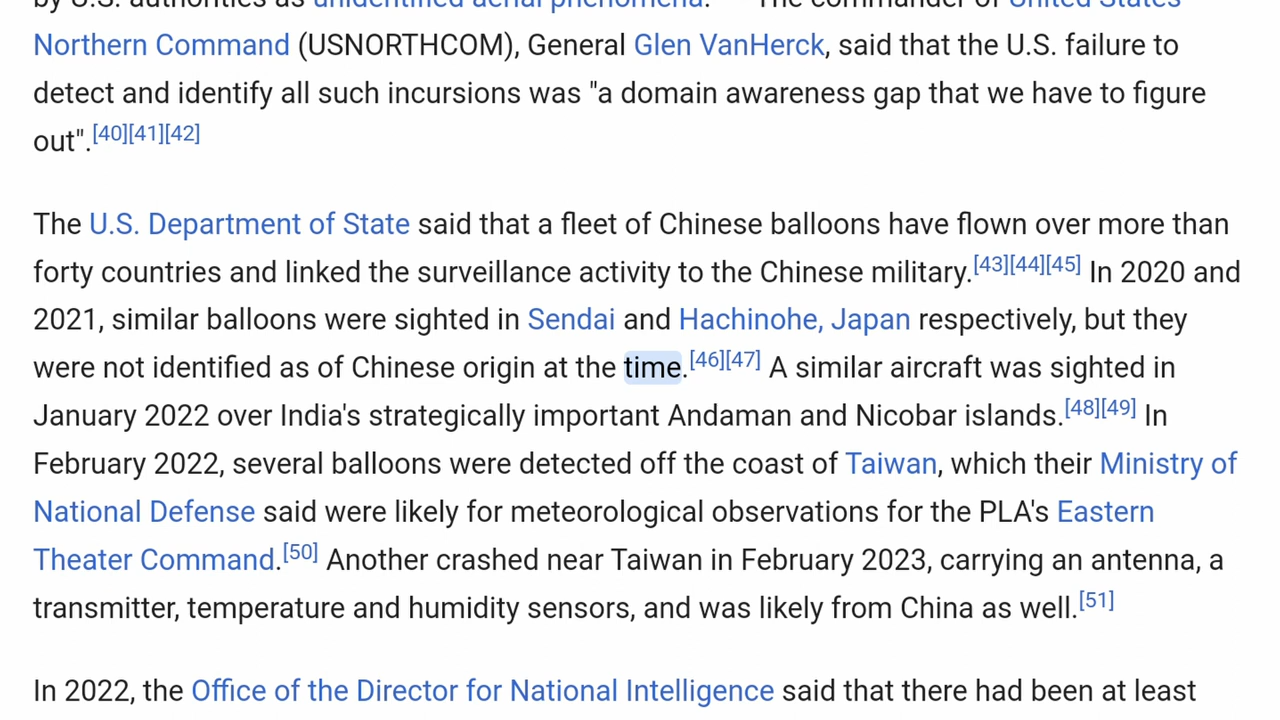 by U.S. authorities as unidentified aerial phenomena. The commander of United States
Northern Command (USNORTHCOM), General Glen VanHerck, said that the U.S. failure to
detect and identify all such incursions was "a domain awareness gap that we have to figure
out".[40][41][42]
The U.S. Department of State said that a fleet of Chinese balloons have flown over more than
forty countries and linked the surveillance activity to the Chinese military.[43][44][45] In 2020 and
2021, similar balloons were sighted in Sendai and Hachinohe, Japan respectively, but they
were not identified as of Chinese origin at the time.[46][47] A similar aircraft was sighted in
January 2022 over India's strategically important Andaman and Nicobar islands.[48][49] In
February 2022, several balloons were detected off the coast of Taiwan, which their Ministry of
National Defense said were likely for meteorological observations for the PLA's Eastern
Theater Command.[50] Another crashed near Taiwan in February 2023, carrying an antenna, a
transmitter, temperature and humidity sensors, and was likely from China as well.[51]
In 2022, the Office of the Director for National Intelligence said that there had been at least